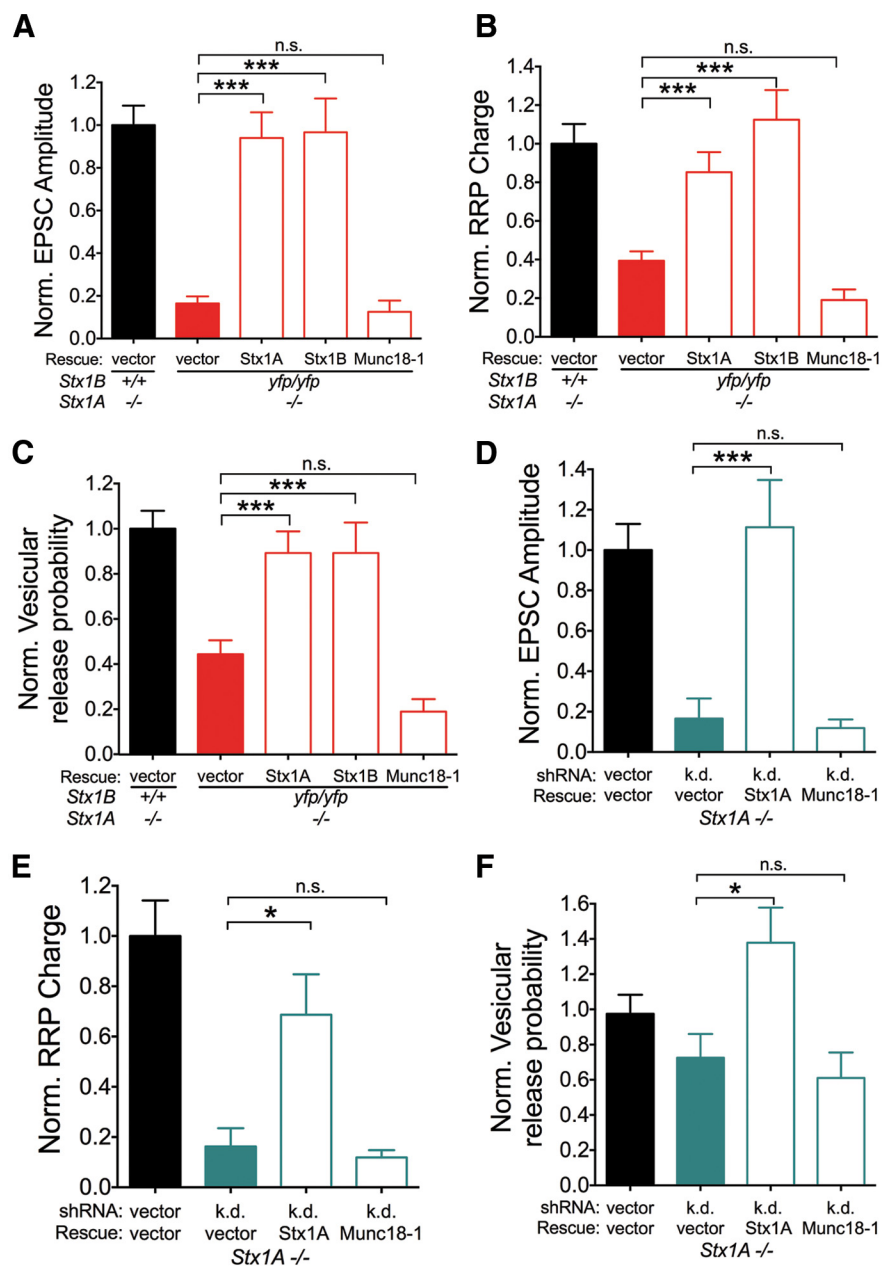 A
n.s.
***
***
Norm. EPSC Amplitude
1.2
1.0
0.8
0.6
0.4
0.2
0.0
Rescue: vector vector Stx1A Stx1B Munc18-1
Stx1B +/+ yfp/yfp
Stx1A -/- -/-
B
n.s.
***
***
Norm. RRP Charge
1.4
1.2
1.0
0.8
0.6
0.4
0.2
0.0
Rescue: vector vector Stx1A Stx1B Munc18-1
Stx1B +/+ yfp/yfp
Stx1A -/- -/-
C
n.s.
***
***
Norm. Vesicular
release probability
1.2
1.0
0.8
0.6
0.4
0.2
0.0
Rescue: vector vector Stx1A Stx1B Munc18-1
Stx1B +/+ yfp/yfp
Stx1A -/- -/-
D
n.s.
***
Norm. EPSC Amplitude
1.4
1.2
1.0
0.8
0.6
0.4
0.2
0.0
shRNA: vector k.d. k.d. k.d.
Rescue: vector vector Stx1A Munc18-1
Stx1A -/-
E
n.s.
*
Norm. RRP Charge
1.2
1.0
0.8
0.6
0.4
0.2
0.0
shRNA: vector k.d. k.d. k.d.
Rescue: vector vector Stx1A Munc18-1
Stx1A -/-
F
n.s.
*
Norm. Vesicular
release probability
1.6
1.4
1.2
1.0
0.8
0.6
0.4
0.2
0.0
shRNA: vector k.d. k.d. k.d.
Rescue: vector vector Stx1A Munc18-1
Stx1A -/-